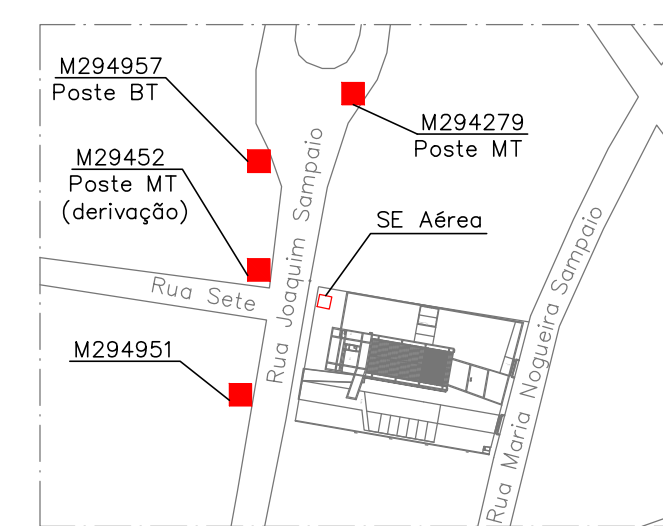 M294957
Poste BT
M294279
Poste MT
M29452
Poste MT
(derivação)
SE Aérea
Rua Joaquim Sampaio
Rua Sete
Rua Maria Nogueira Sampaio
M294951